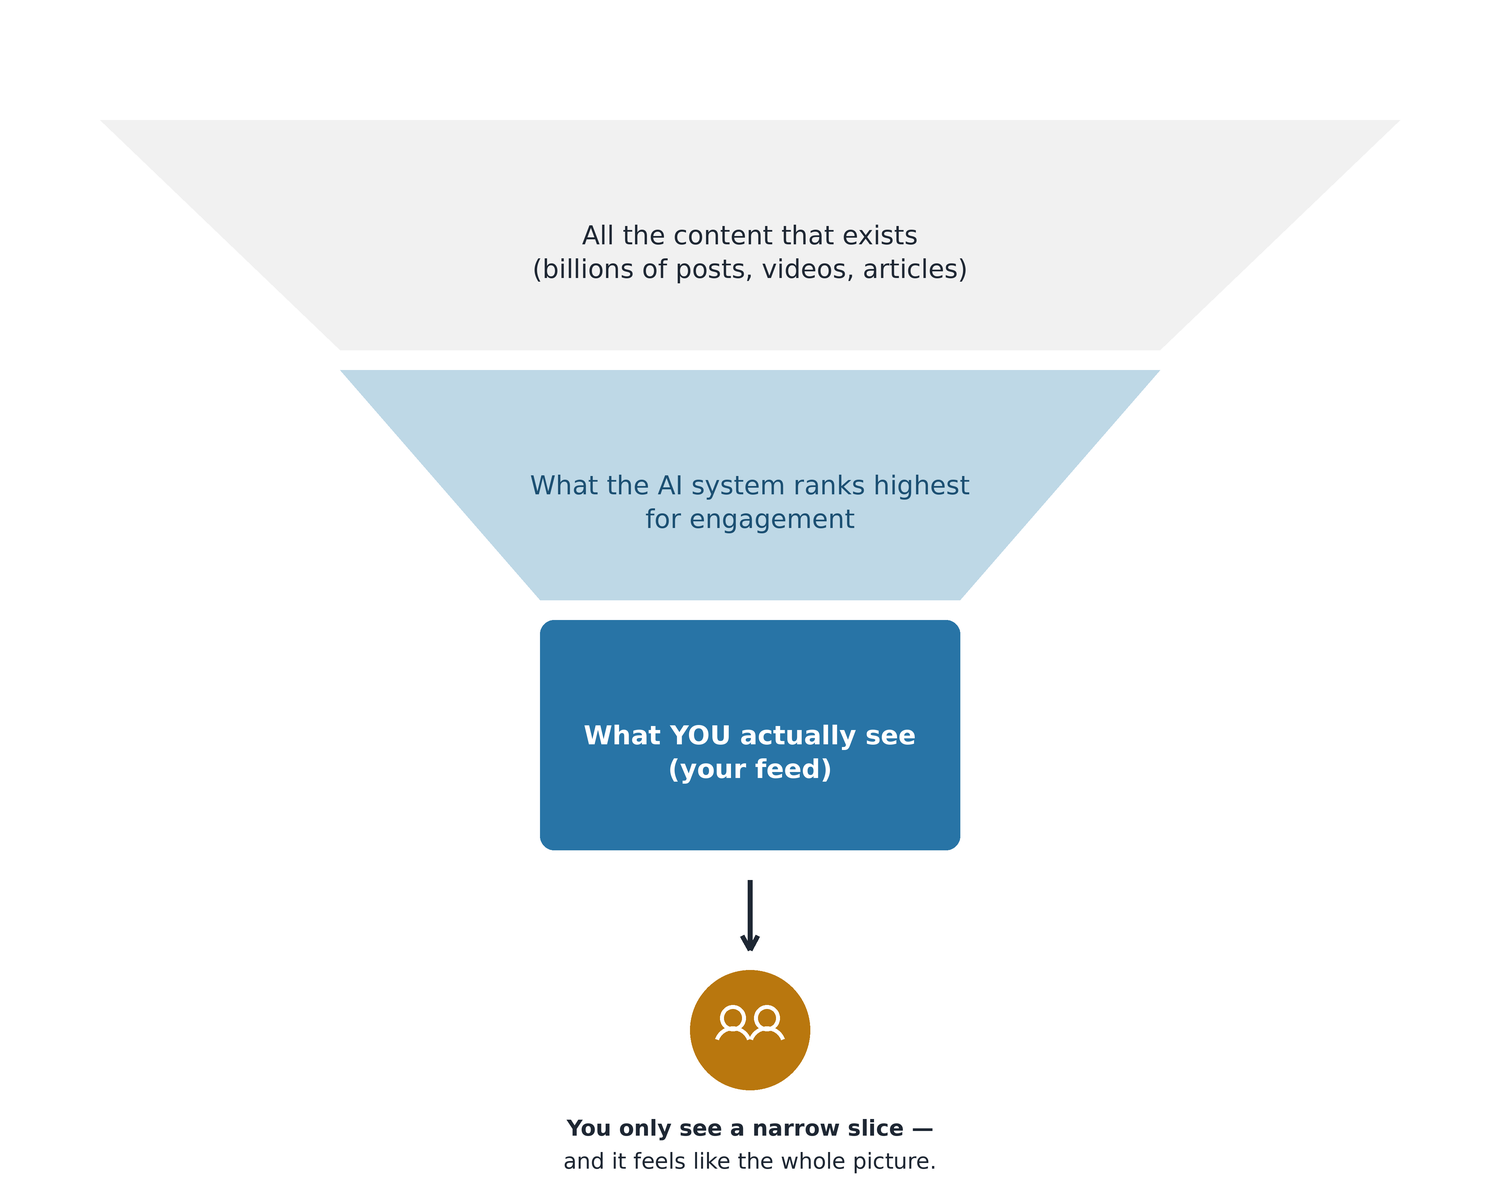 All the content that exists
(billions of posts, videos, articles)
What the AI system ranks highest
for engagement
What YOU actually see
(your feed)
You only see a narrow slice —
and it feels like the whole picture.